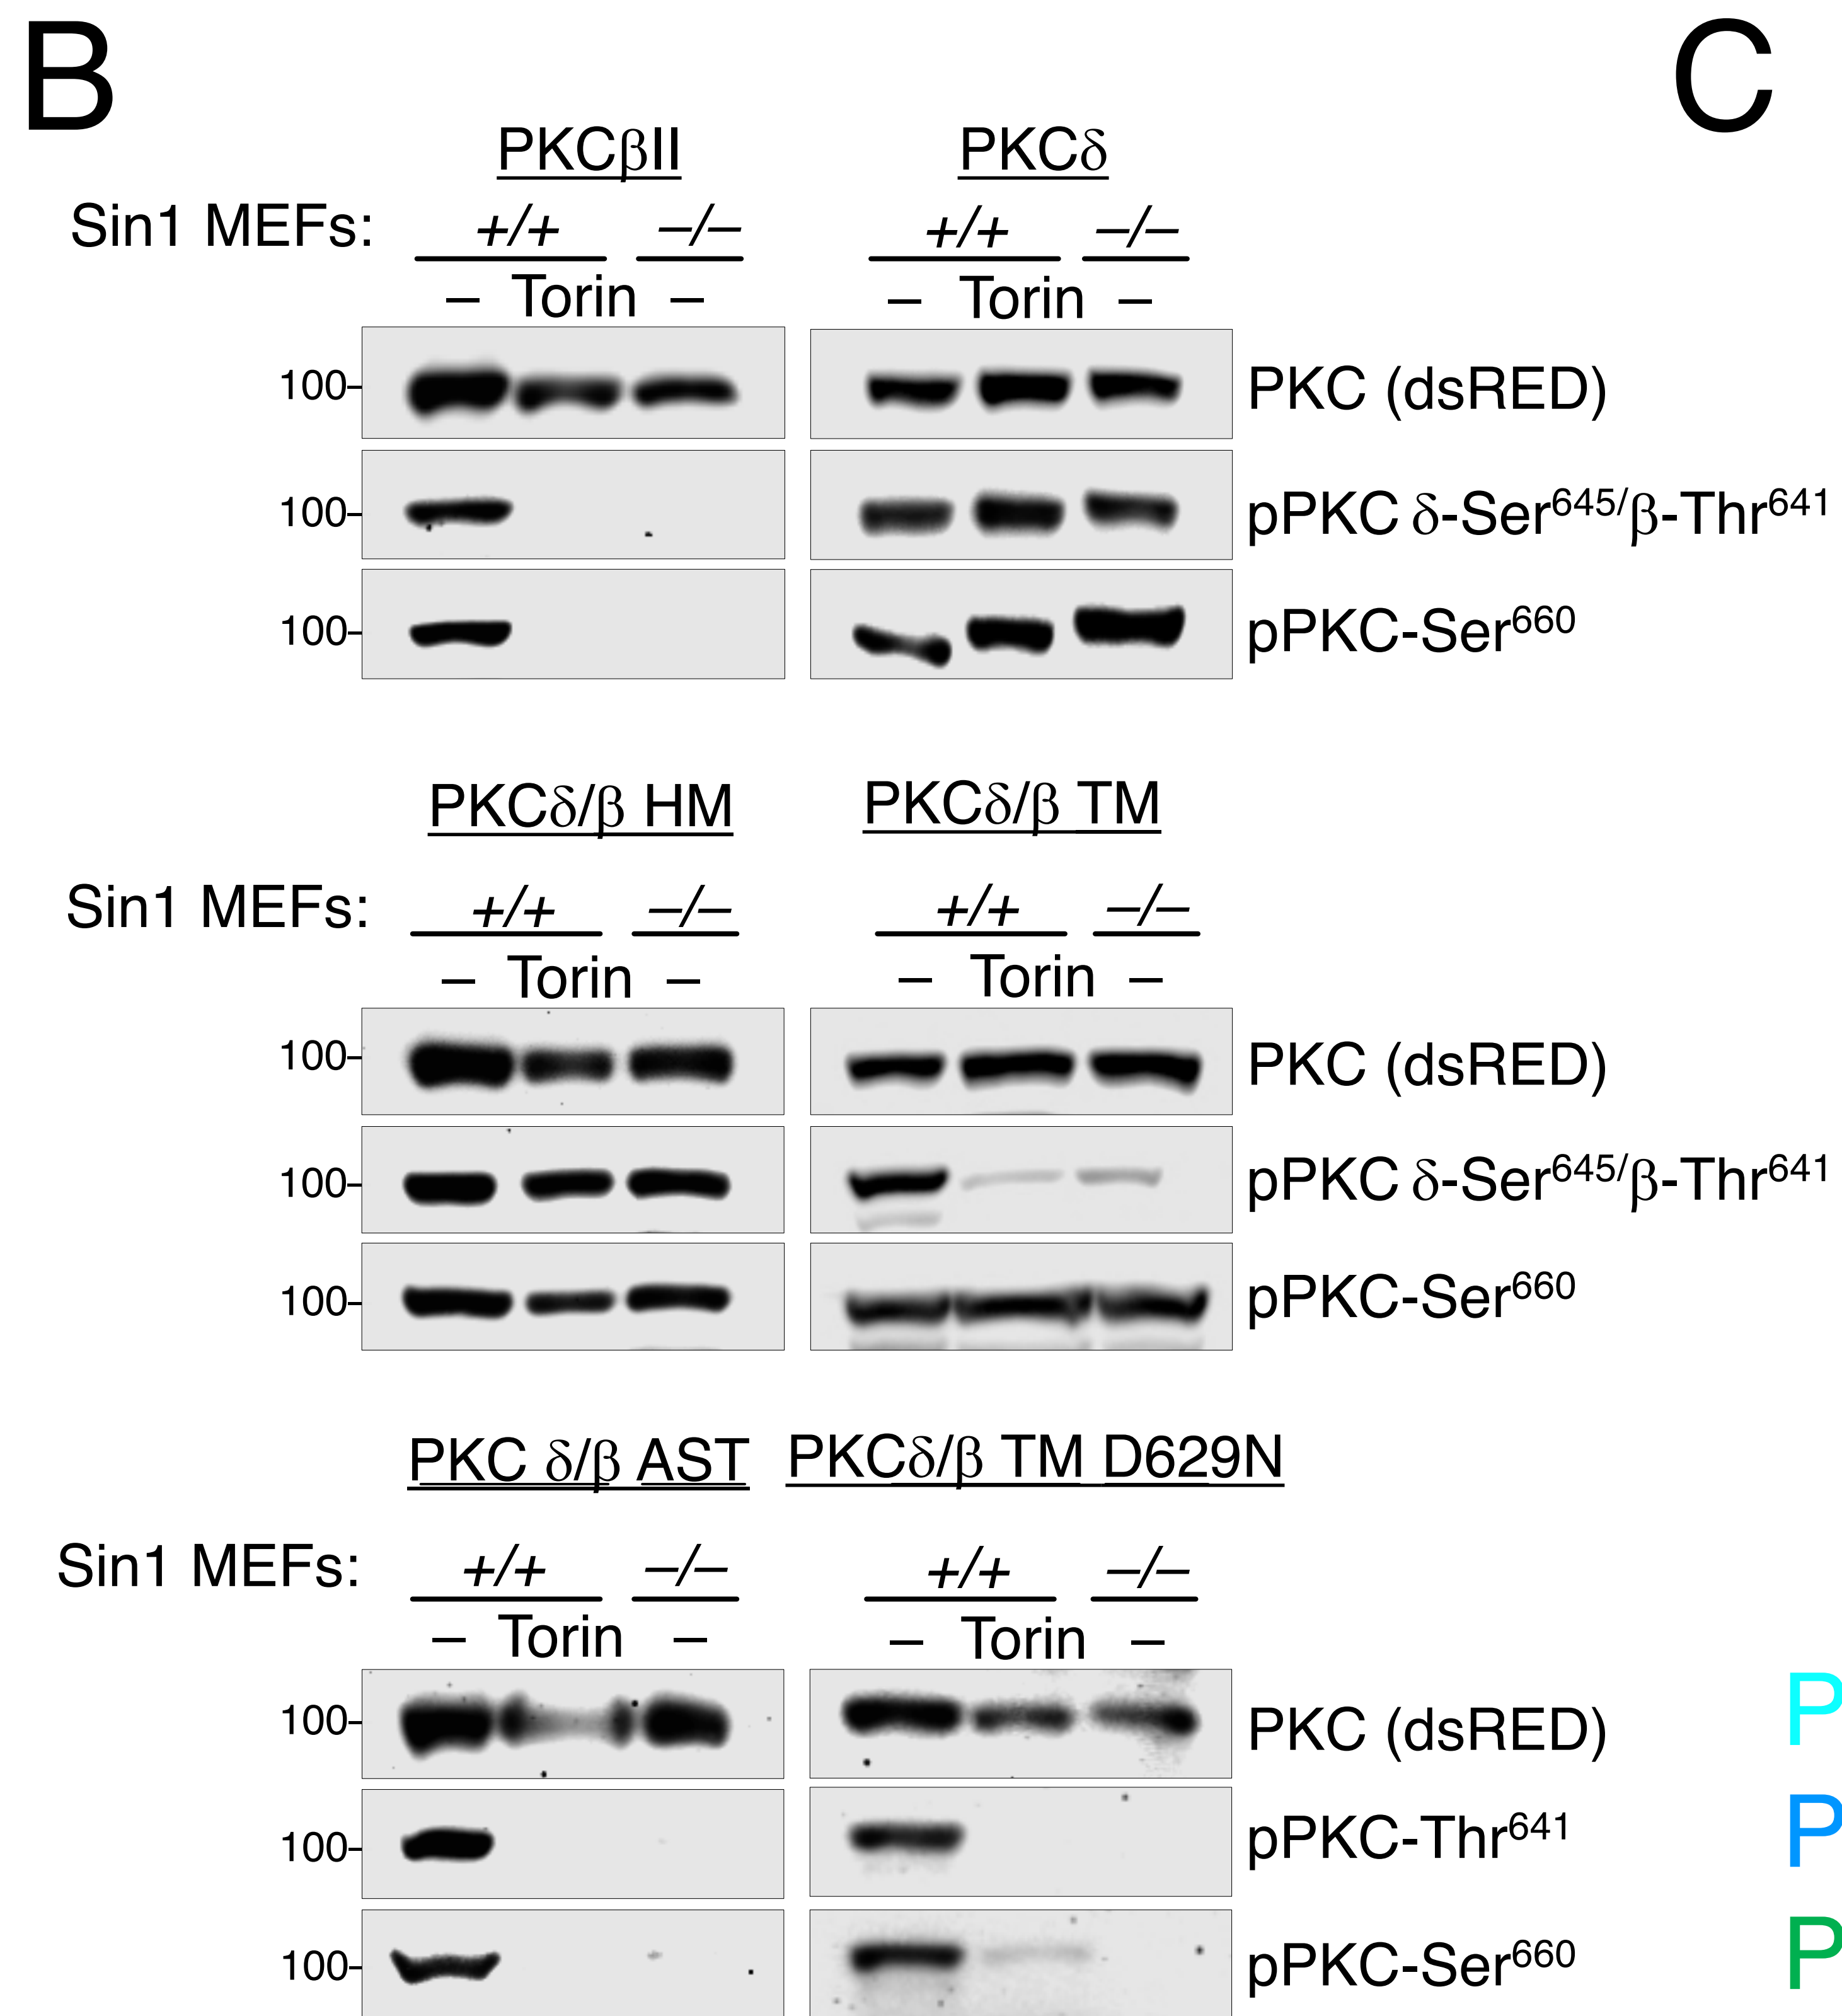 B C
PKCβII PKCδ
Sin1 MEFs: +/+ –/– +/+ –/–
– Torin – – Torin –
100 PKC (dsRED)
100 pPKC δ-Ser645/β-Thr641
100 pPKC-Ser660
PKCδ/β HM PKCδ/β TM
Sin1 MEFs: +/+ –/– +/+ –/–
– Torin – – Torin –
100 PKC (dsRED)
100 pPKC δ-Ser645/β-Thr641
100 pPKC-Ser660
PKC δ/β AST PKCδ/β TM D629N
Sin1 MEFs: +/+ –/– +/+ –/–
– Torin – – Torin –
100 PKC (dsRED) P
100 pPKC-Thr641 P
100 pPKC-Ser660 P